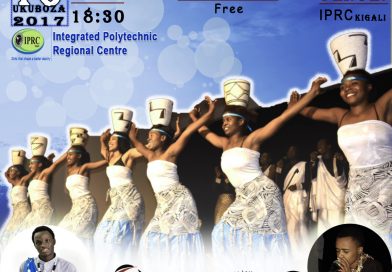 UKUBOZA
2017
18:30
Free
IPRC KIGALI
IPRC
Integrated Polytechnic
Regional Centre